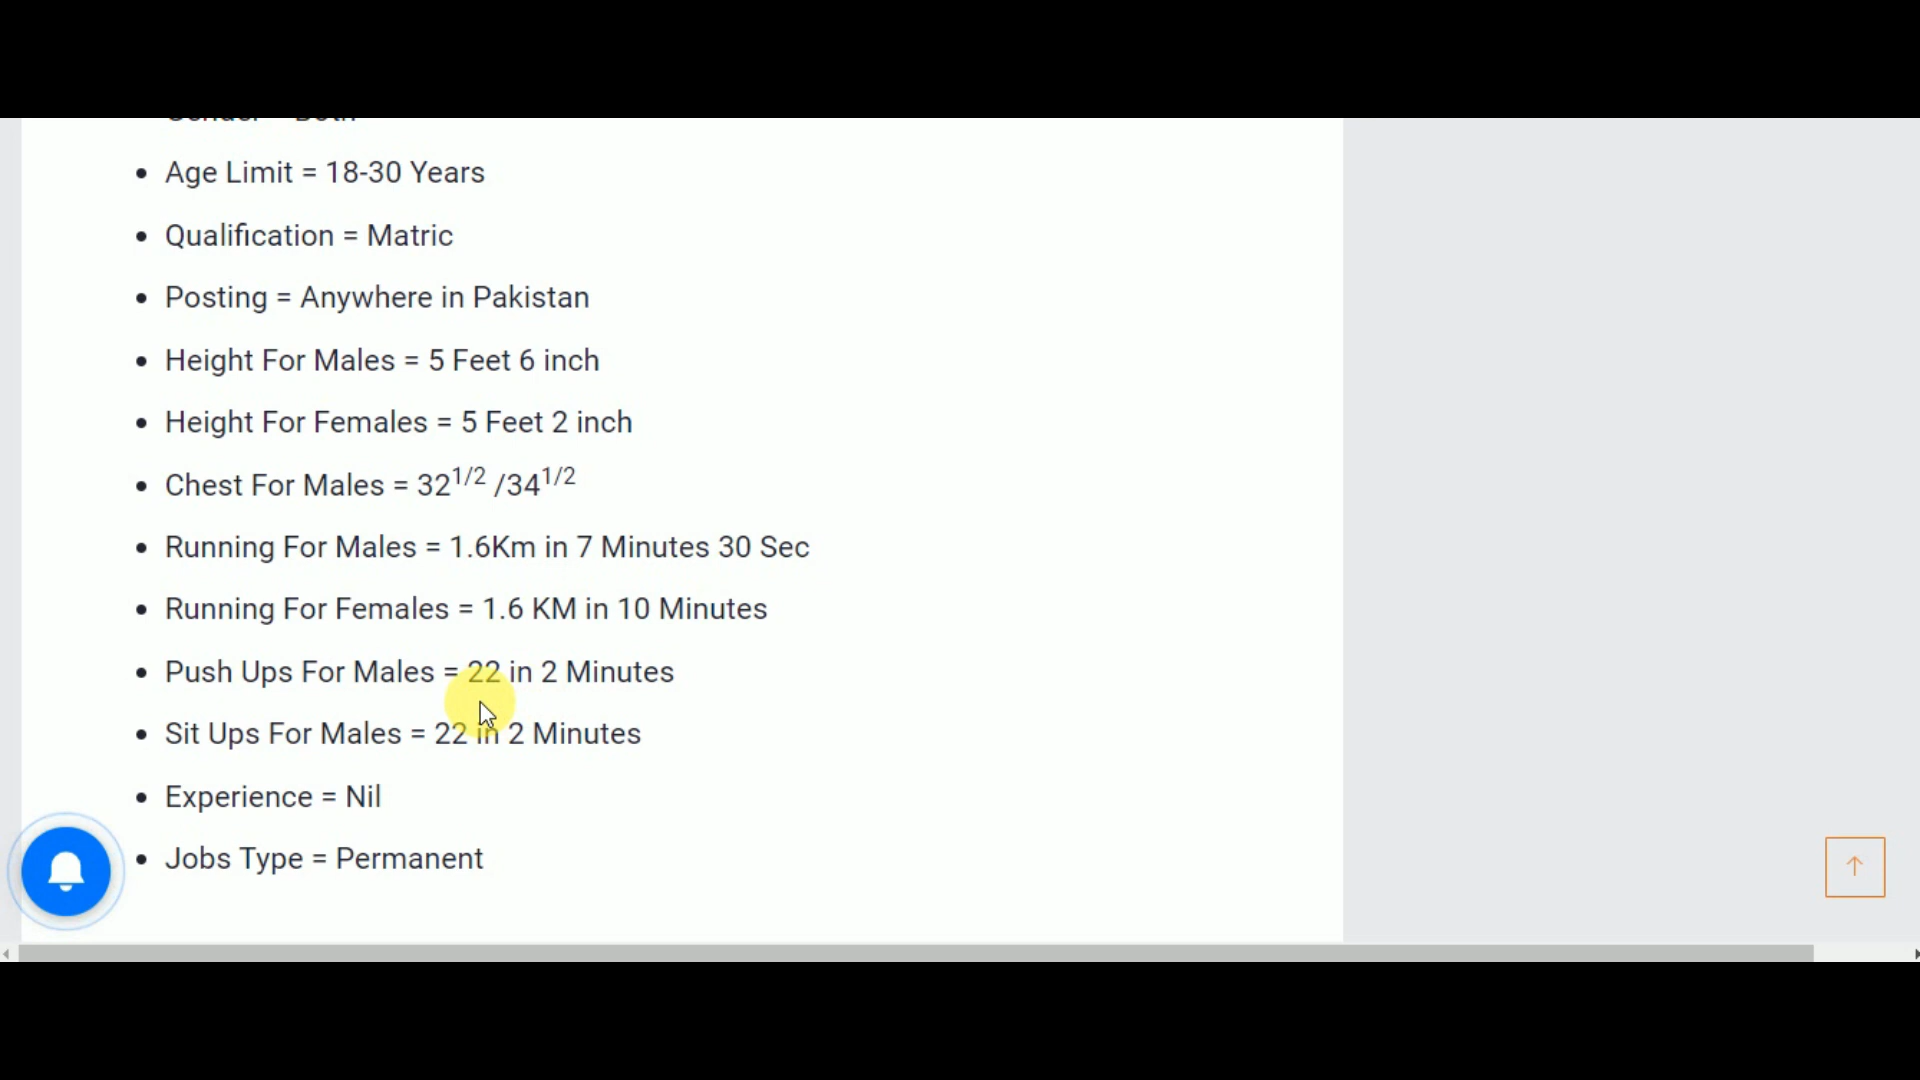 Age Limit = 18-30 Years
Qualification = Matric
Posting = Anywhere in Pakistan
Height For Males = 5 Feet 6 inch
Height For Females = 5 Feet 2 inch
Chest For Males = 32 1/2 /34 1/2
Running For Males = 1.6Km in 7 Minutes 30 Sec
Running For Females = 1.6 KM in 10 Minutes
Push Ups For Males = 22 in 2 Minutes
Sit Ups For Males = 22 in 2 Minutes
Experience = Nil
Jobs Type = Permanent